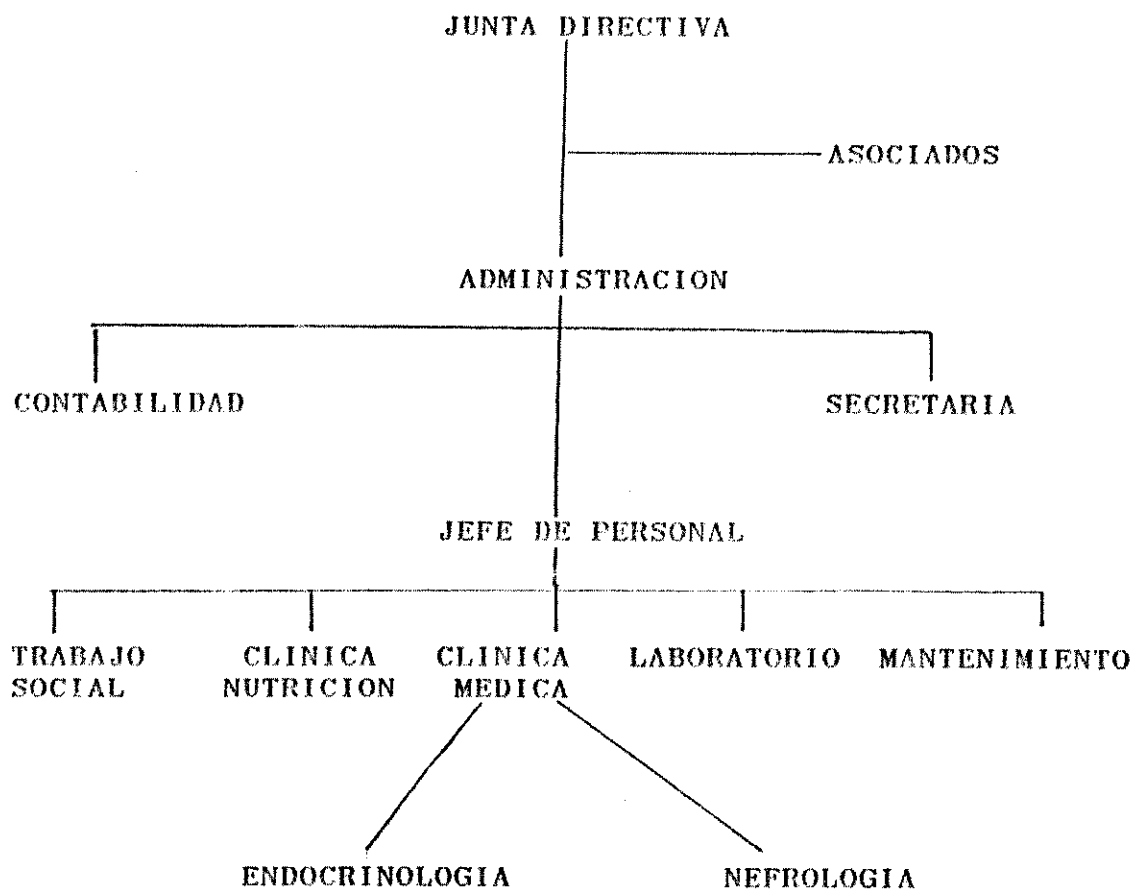 JUNTA DIRECTIVA
ASOCIADOS
ADMINISTRACION
CONTABILIDAD
SECRETARIA
JEFE DE PERSONAL
TRABAJO SOCIAL
CLINICA NUTRICION
CLINICA MEDICA
LABORATORIO
MANTENIMIENTO
ENDOCRINOLOGIA
NEFROLOGIA